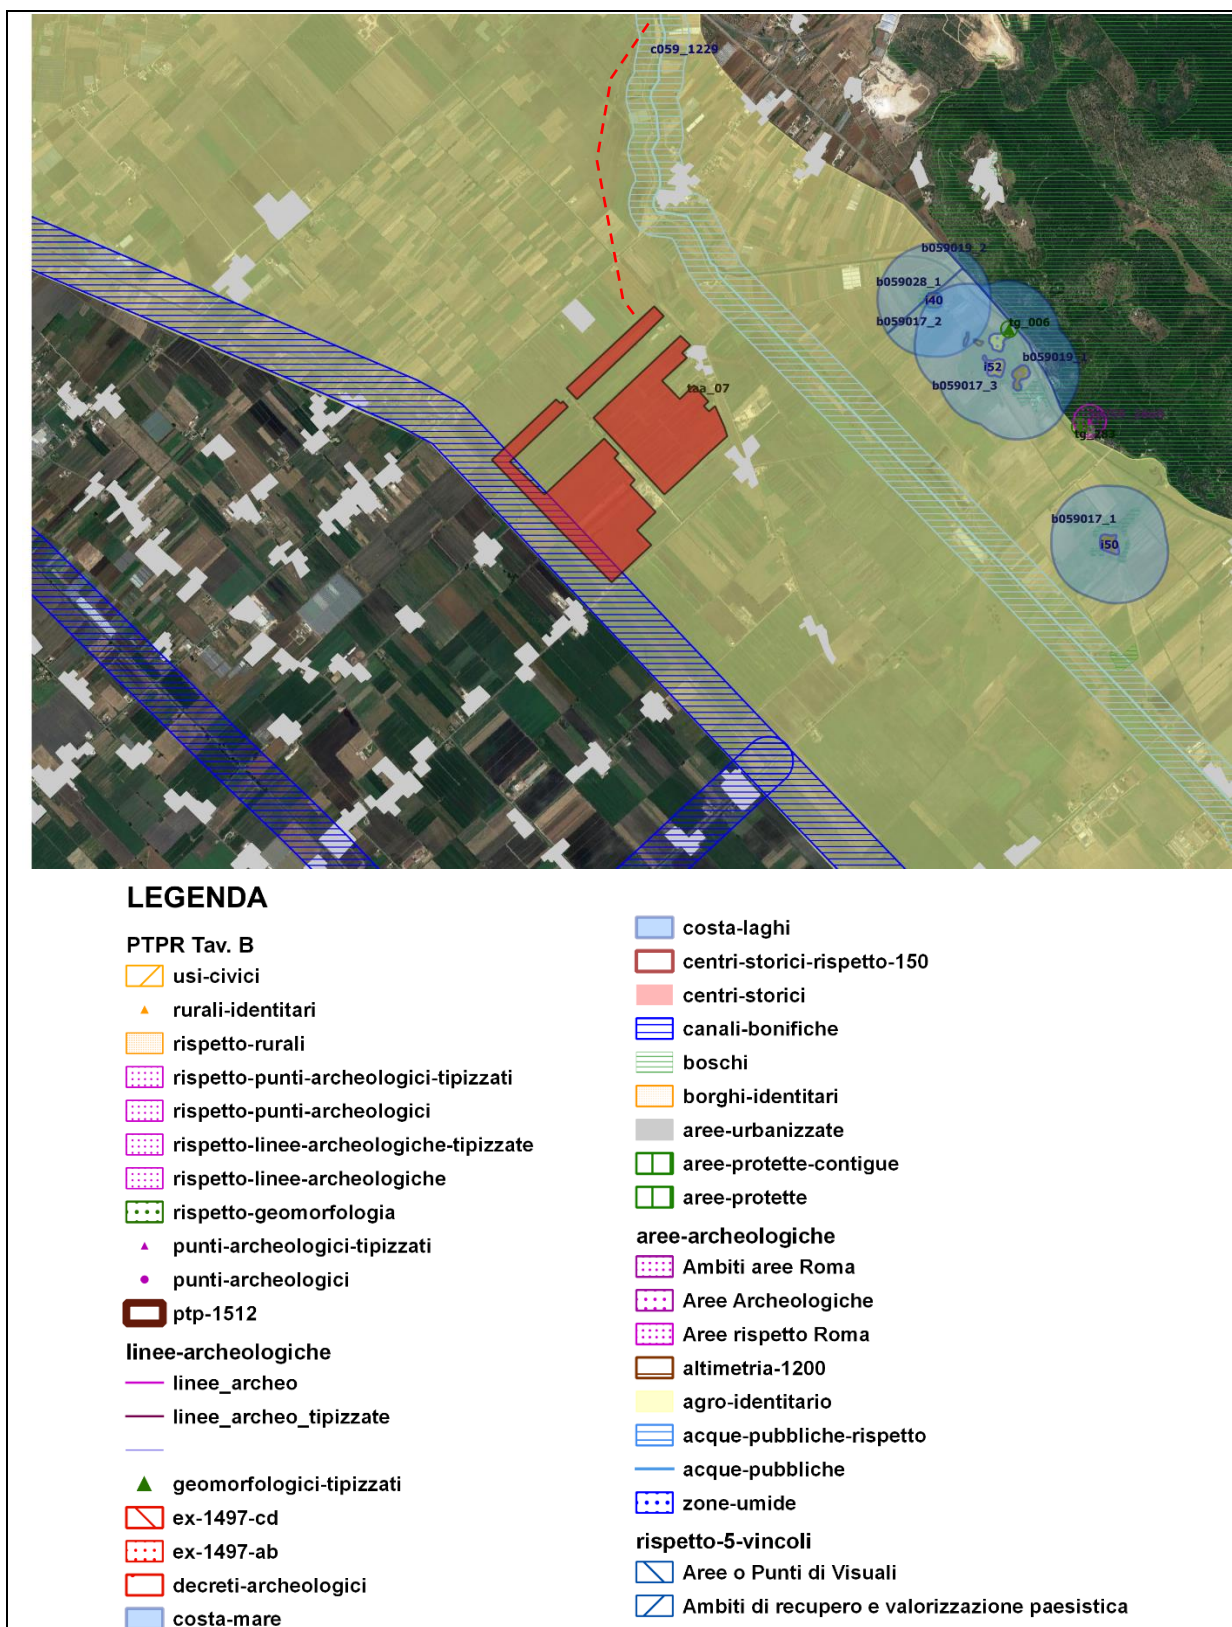 c059_1229
b059019_2
b059028_1
i40
b059017_2
tg_006
b059019_1
i52
b059017_3
taa_07
b059017_1
i50
LEGENDA
PTPR Tav. B
usi-civici
rurali-identitari
rispetto-rurali
rispetto-punti-archeologici-tipizzati
rispetto-punti-archeologici
rispetto-linee-archeologiche-tipizzate
rispetto-linee-archeologiche
rispetto-geomorfologia
punti-archeologici-tipizzati
punti-archeologici
ptp-1512
linee-archeologiche
linee_archeo
linee_archeo_tipizzate
geomorfologici-tipizzati
ex-1497-cd
ex-1497-ab
decreti-archeologici
costa-mare
costa-laghi
centri-storici-rispetto-150
centri-storici
canali-bonifiche
boschi
borghi-identitari
aree-urbanizzate
aree-protette-contigue
aree-protette
aree-archeologiche
Ambiti aree Roma
Aree Archeologiche
Aree rispetto Roma
altimetria-1200
agro-identitario
acque-pubbliche-rispetto
acque-pubbliche
zone-umide
rispetto-5-vincoli
Aree o Punti di Visuali
Ambiti di recupero e valorizzazione paesistica